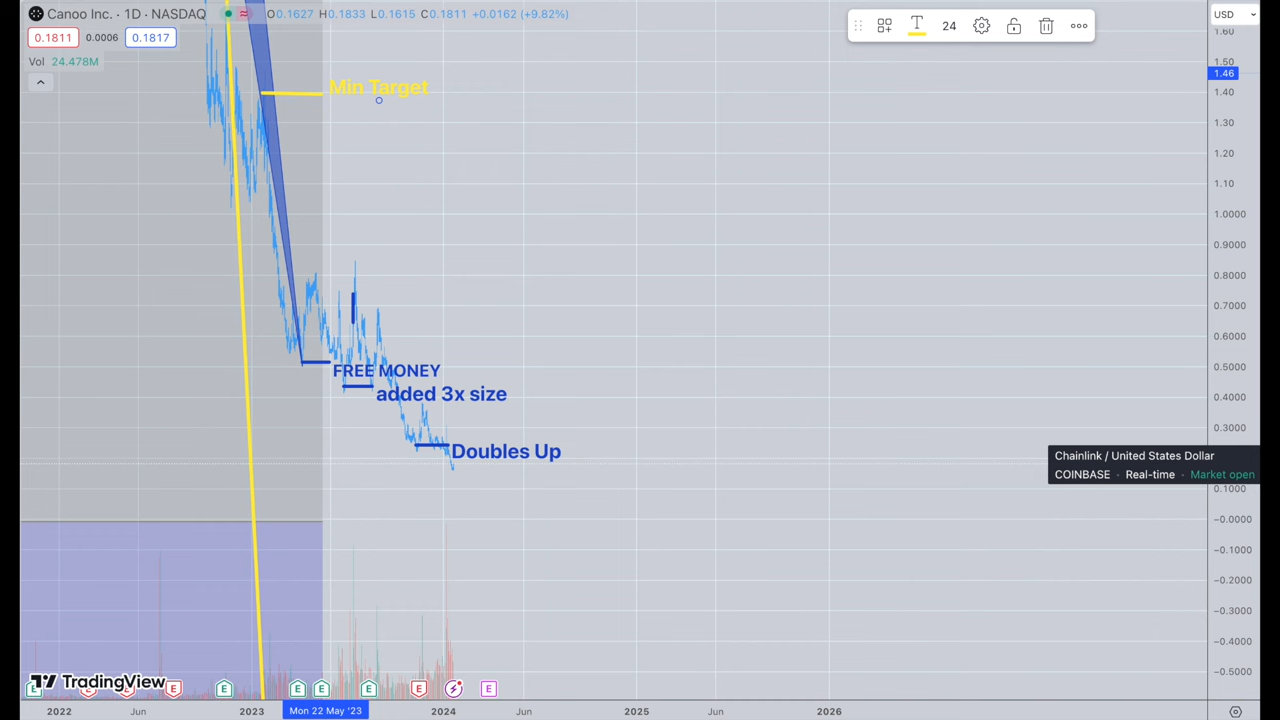 Canoo Inc. · 1D · NASDAQ O0.1627 H0.1833 L0.1615 C0.1811 +0.0162 (+9.82%)
0.1811 0.0006 0.1817
Vol 24.478M
T 24
USD
1.60
1.50
1.46
1.40
1.30
1.20
1.10
1.0000
0.9000
0.8000
0.7000
0.6000
0.5000
0.4000
0.3000
0.1000
−0.0000
−0.1000
−0.2000
−0.3000
−0.4000
−0.5000
Min Target
FREE MONEY
added 3x size
Doubles Up
Chainlink / United States Dollar
COINBASE · Real-time · Market open
TradingView
E E E E E E E E E E
2022 Jun 2023 Mon 22 May '23 2024 Jun 2025 Jun 2026